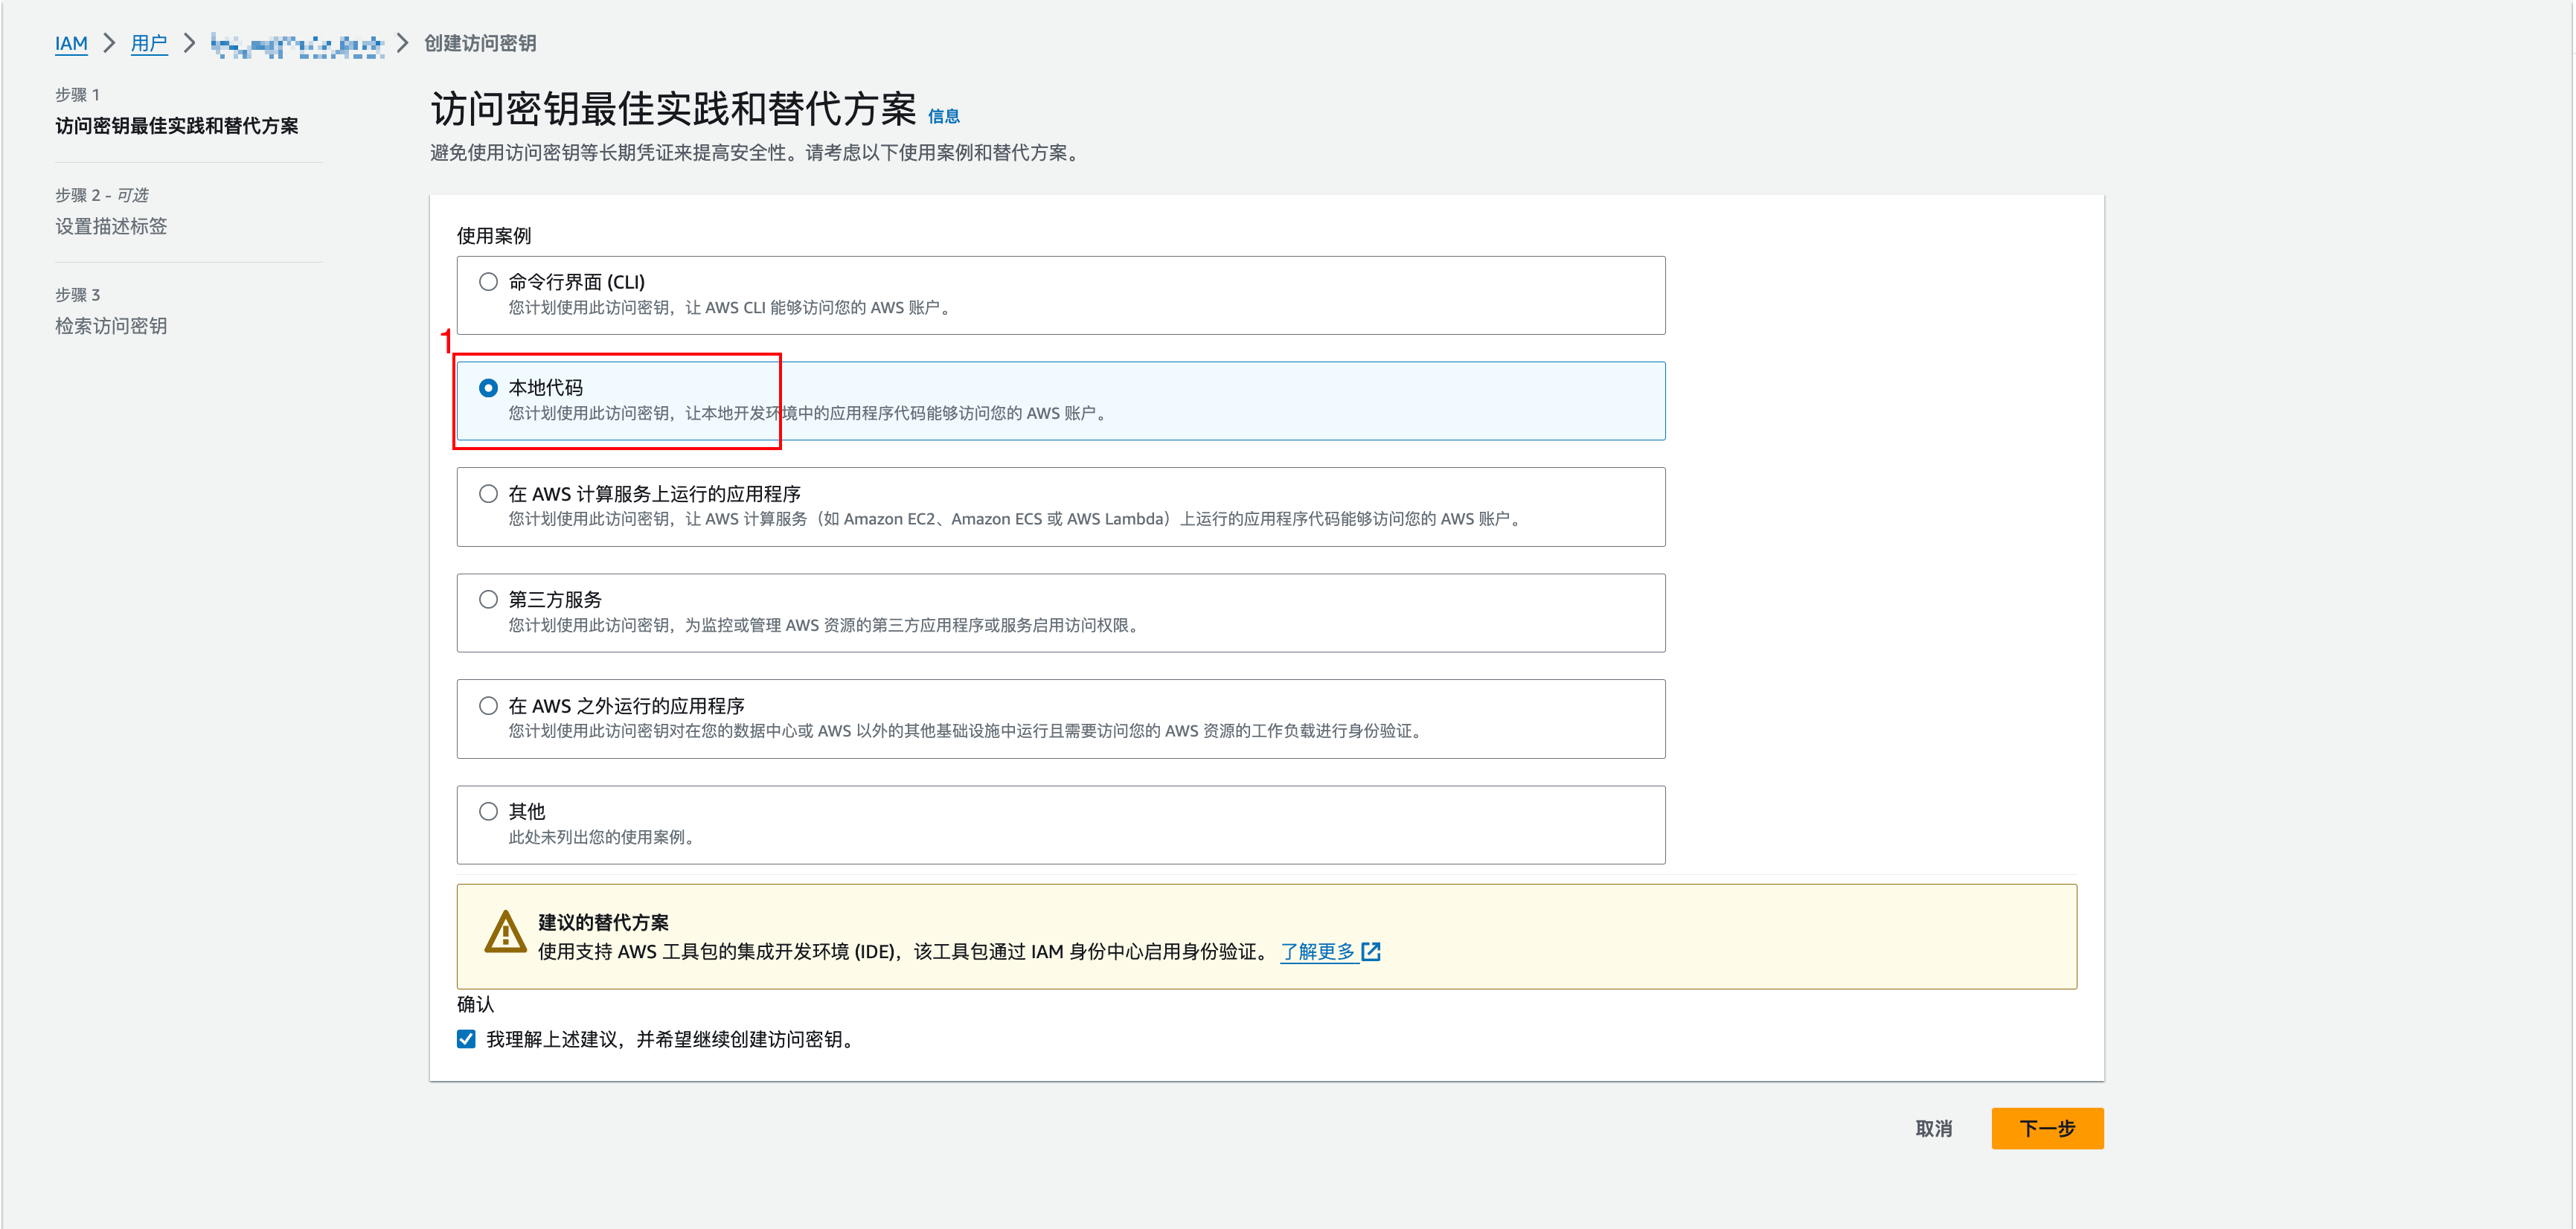 IAM > 用户 > > 创建访问密钥
步骤 1
访问密钥最佳实践和替代方案
步骤 2 - 可选
设置描述标签
步骤 3
检索访问密钥
访问密钥最佳实践和替代方案 信息
避免使用访问密钥等长期凭证来提高安全性。请考虑以下使用案例和替代方案。
使用案例
命令行界面 (CLI)
您计划使用此访问密钥，让 AWS CLI 能够访问您的 AWS 账户。
1
本地代码
您计划使用此访问密钥，让本地开发环境中的应用程序代码能够访问您的 AWS 账户。
在 AWS 计算服务上运行的应用程序
您计划使用此访问密钥，让 AWS 计算服务（如 Amazon EC2、Amazon ECS 或 AWS Lambda）上运行的应用程序代码能够访问您的 AWS 账户。
第三方服务
您计划使用此访问密钥，为监控或管理 AWS 资源的第三方应用程序或服务启用访问权限。
在 AWS 之外运行的应用程序
您计划使用此访问密钥对在您的数据中心或 AWS 以外的其他基础设施中运行且需要访问您的 AWS 资源的工作负载进行身份验证。
其他
此处未列出您的使用案例。
建议的替代方案
使用支持 AWS 工具包的集成开发环境 (IDE)，该工具包通过 IAM 身份中心启用身份验证。 了解更多
确认
我理解上述建议，并希望继续创建访问密钥。
取消
下一步